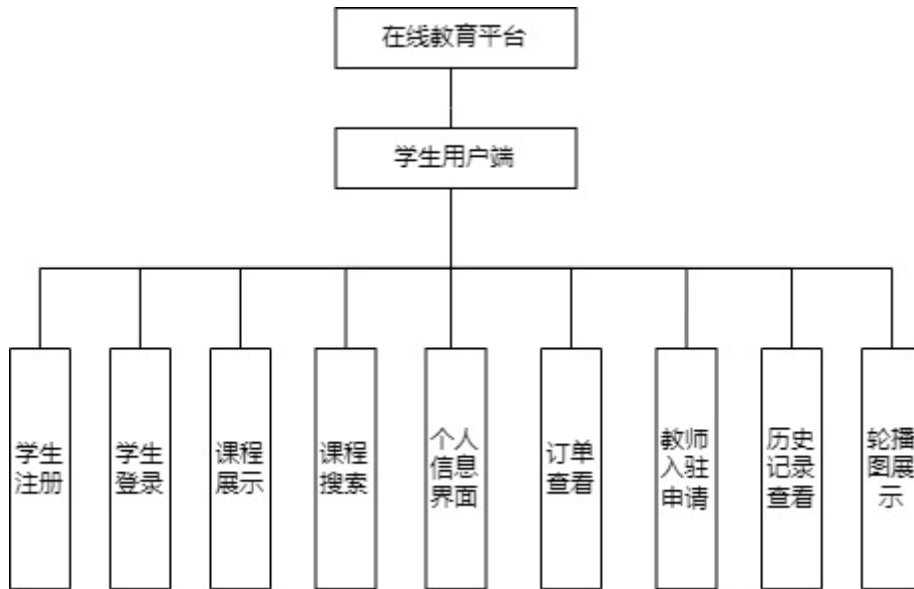 在线教育平台
学生用户端
学生
注册
学生
登录
课程
展示
课程
搜索
个人
信息
界面
订单
查看
教师
入驻
申请
历史
记录
查看
轮播
图展
示